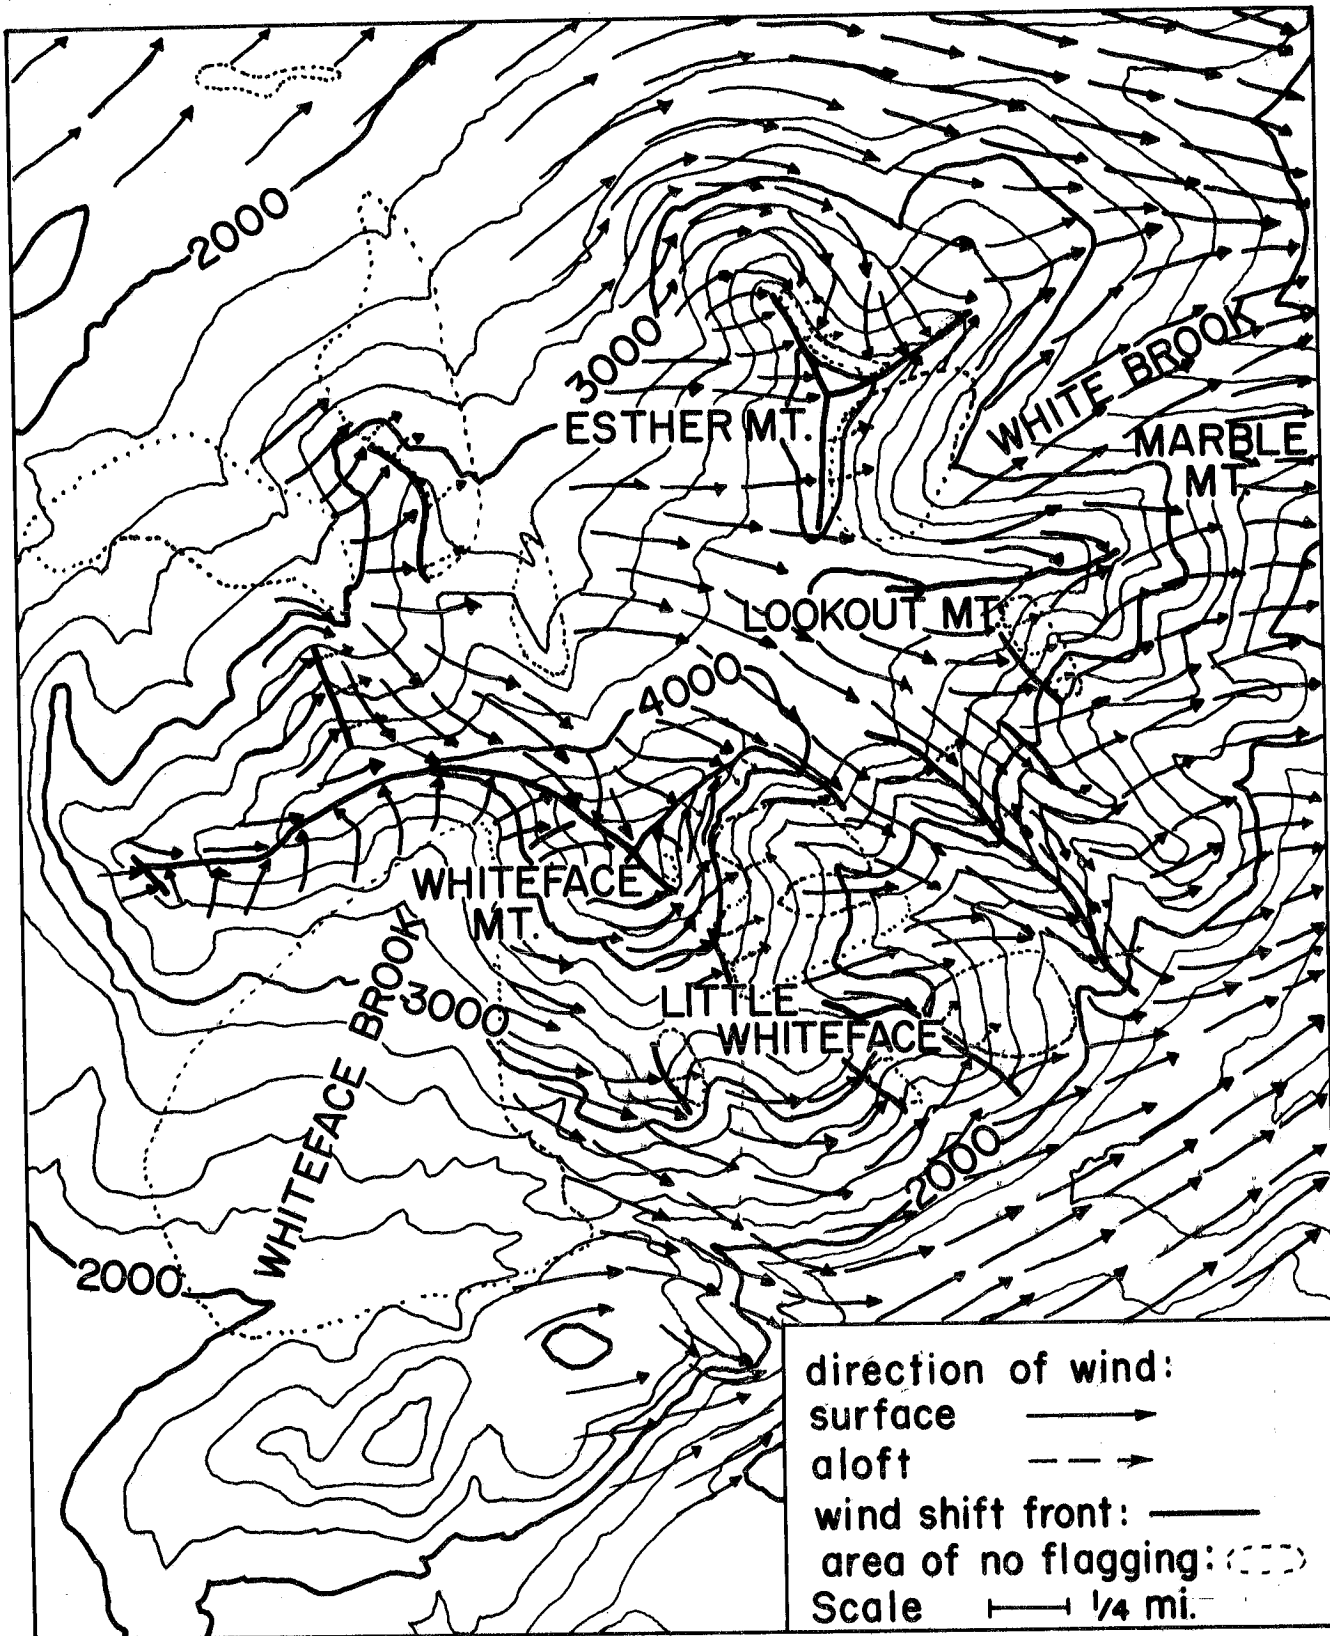 2000
3000
ESTHER MT.
WHITE BROOK
MARBLE
MT.
LOOKOUT MT.
4000
WHITEFACE
MT.
WHITEFACE BROOK
3000
LITTLE
WHITEFACE
2000
2000
direction of wind:
surface
aloft
wind shift front:
area of no flagging:
Scale 1/4 mi.